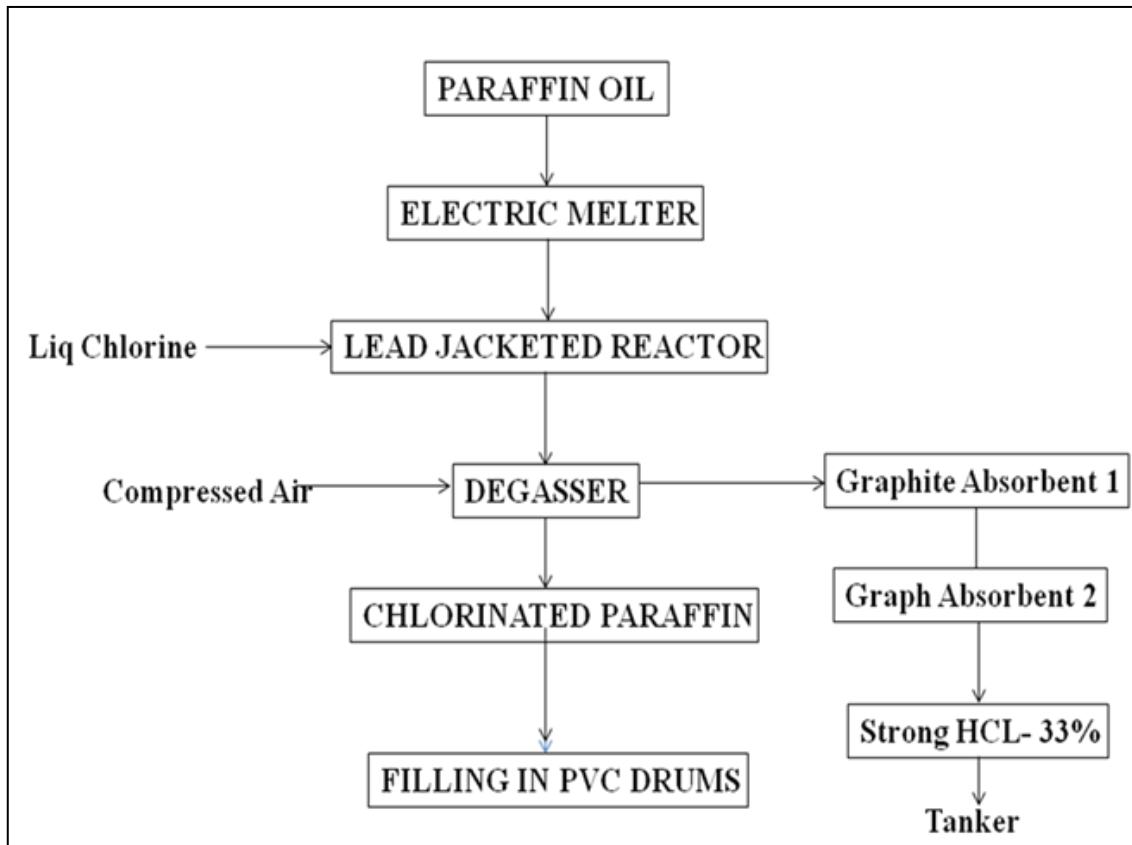 PARAFFIN OIL
ELECTRIC MELTER
Liq Chlorine
LEAD JACKETED REACTOR
Compressed Air
DEGASSER
Graphite Absorbent 1
Graph Absorbent 2
CHLORINATED PARAFFIN
Strong HCL- 33%
FILLING IN PVC DRUMS
Tanker